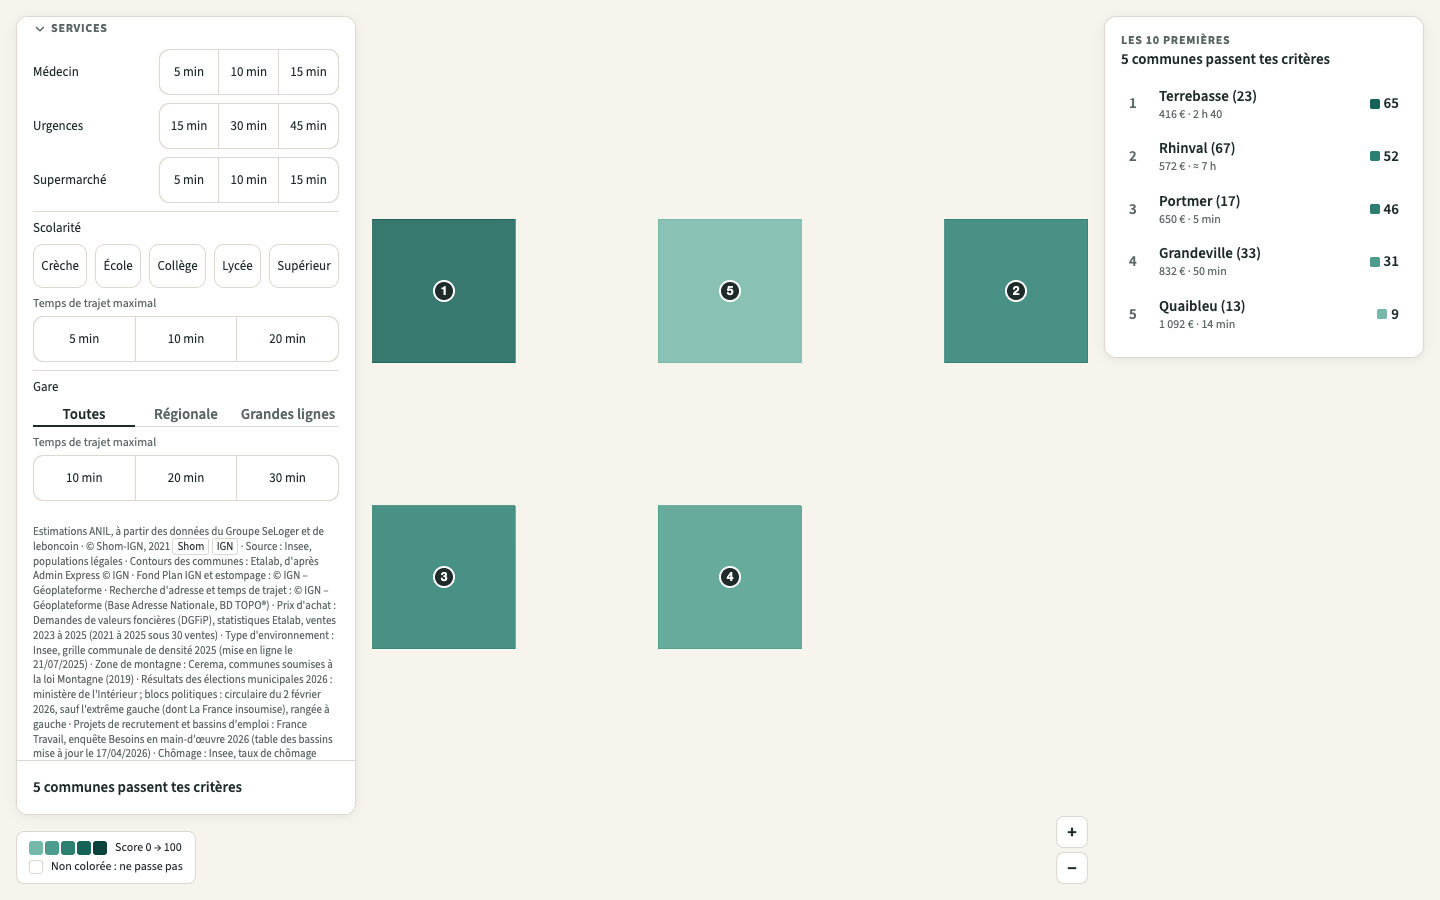 SERVICES
Médecin
5 min
10 min
15 min
Urgences
15 min
30 min
45 min
Supermarché
5 min
10 min
15 min
Scolarité
Crèche
École
Collège
Lycée
Supérieur
Temps de trajet maximal
5 min
10 min
20 min
Gare
Toutes
Régionale
Grandes lignes
Temps de trajet maximal
10 min
20 min
30 min
Estimations ANIL, à partir des données du Groupe SeLoger et de
leboncoin · © Shom-IGN, 2021 Shom IGN · Source : Insee,
populations légales · Contours des communes : Etalab, d'après
Admin Express © IGN · Fond Plan IGN et estompage : © IGN –
Géoplateforme · Recherche d'adresse et temps de trajet : © IGN –
Géoplateforme (Base Adresse Nationale, BD TOPO®) · Prix d'achat :
Demandes de valeurs foncières (DGFiP), statistiques Etalab, ventes
2023 à 2025 (2021 à 2025 sous 30 ventes) · Type d'environnement :
Insee, grille communale de densité 2025 (mise en ligne le
21/07/2025) · Zone de montagne : Cerema, communes soumises à
la loi Montagne (2019) · Résultats des élections municipales 2026 :
ministère de l'Intérieur ; blocs politiques : circulaire du 2 février
2026, sauf l'extrême gauche (dont La France insoumise), rangée à
gauche · Projets de recrutement et bassins d'emploi : France
Travail, enquête Besoins en main-d'œuvre 2026 (table des bassins
mise à jour le 17/04/2026) · Chômage : Insee, taux de chômage
5 communes passent tes critères
Score 0 → 100
Non colorée : ne passe pas
1
5
2
3
4
+
−
LES 10 PREMIÈRES
5 communes passent tes critères
1
Terrebasse (23)
416 € · 2 h 40
65
2
Rhinval (67)
572 € · ≈ 7 h
52
3
Portmer (17)
650 € · 5 min
46
4
Grandeville (33)
832 € · 50 min
31
5
Quaibleu (13)
1 092 € · 14 min
9